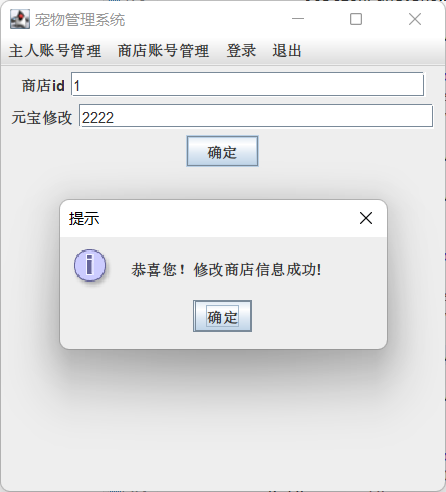 宠物管理系统
主人账号管理 商店账号管理 登录 退出
商店id 1
元宝修改 2222
确定
提示
恭喜您！修改商店信息成功!
确定